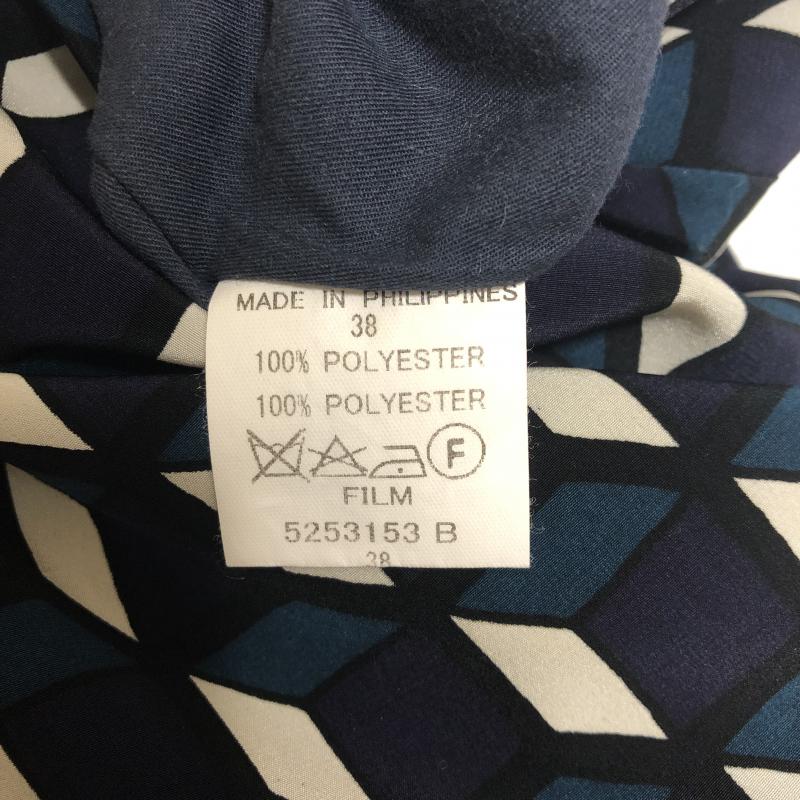 MADE IN PHILIPPINES
38
100% POLYESTER
100% POLYESTER
F
FILM
5253153 B
38